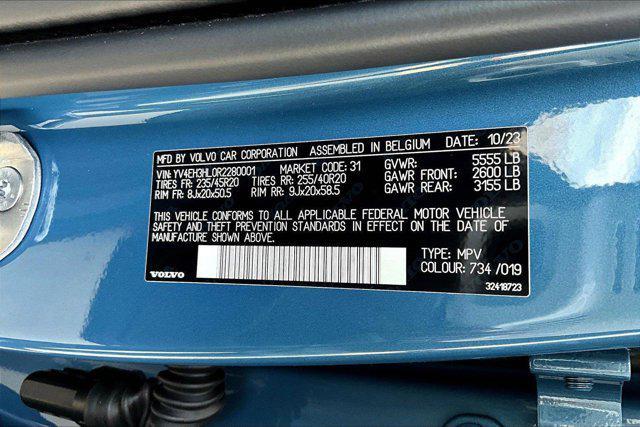 MFD BY VOLVO CAR CORPORATION ASSEMBLED IN BELGIUM DATE: 10/23
VIN: YV4EH3HL0R2280001 MARKET CODE: 31 GVWR: 5555 LB
TIRES FR: 235/45R20 TIRES RR: 255/40R20 GAWR FRONT: 2600 LB
RIM FR: 8Jx20x50.5 RIM RR: 9Jx20x58.5 GAWR REAR: 3155 LB
THIS VEHICLE CONFORMS TO ALL APPLICABLE FEDERAL MOTOR VEHICLE
SAFETY AND THEFT PREVENTION STANDARDS IN EFFECT ON THE DATE OF
MANUFACTURE SHOWN ABOVE.
TYPE: MPV
COLOUR: 734 /019
VOLVO 32418723